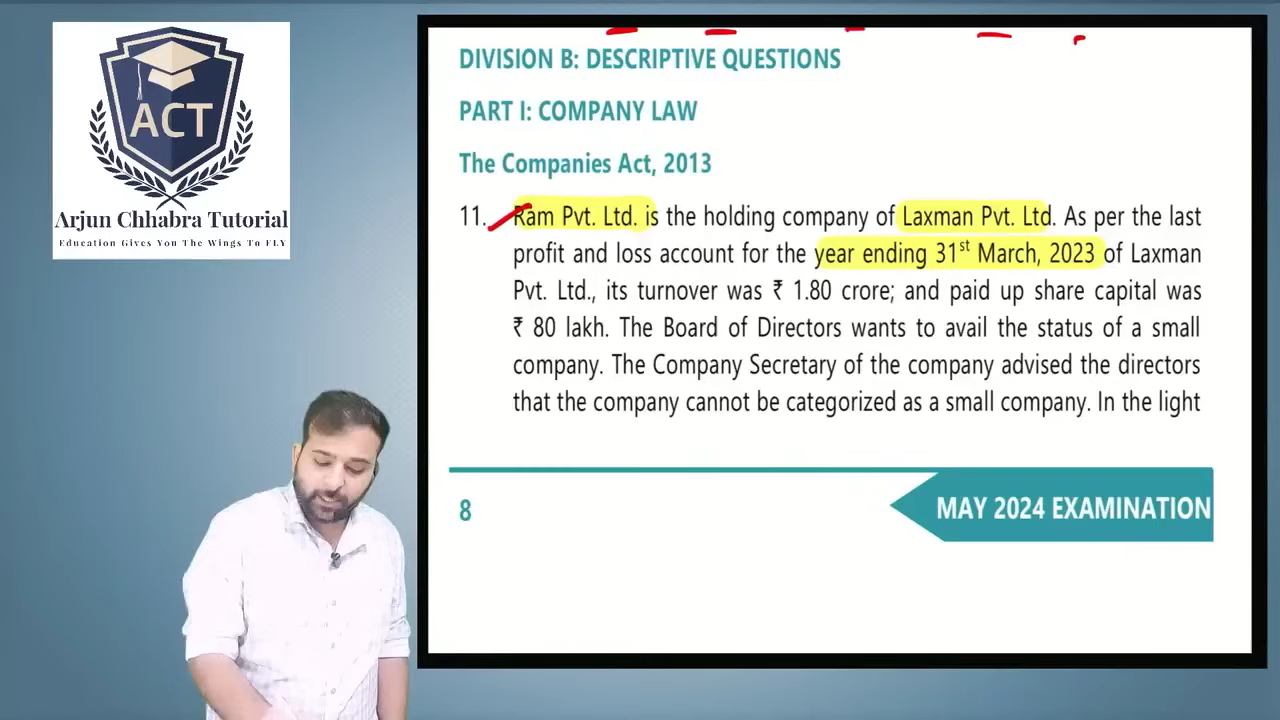 ACT
Arjun Chhabra Tutorial
Education Gives You The Wings To FLY
DIVISION B: DESCRIPTIVE QUESTIONS
PART I: COMPANY LAW
The Companies Act, 2013
11. Ram Pvt. Ltd. is the holding company of Laxman Pvt. Ltd. As per the last
profit and loss account for the year ending 31st March, 2023 of Laxman
Pvt. Ltd., its turnover was ₹ 1.80 crore; and paid up share capital was
₹ 80 lakh. The Board of Directors wants to avail the status of a small
company. The Company Secretary of the company advised the directors
that the company cannot be categorized as a small company. In the light
8
MAY 2024 EXAMINATION